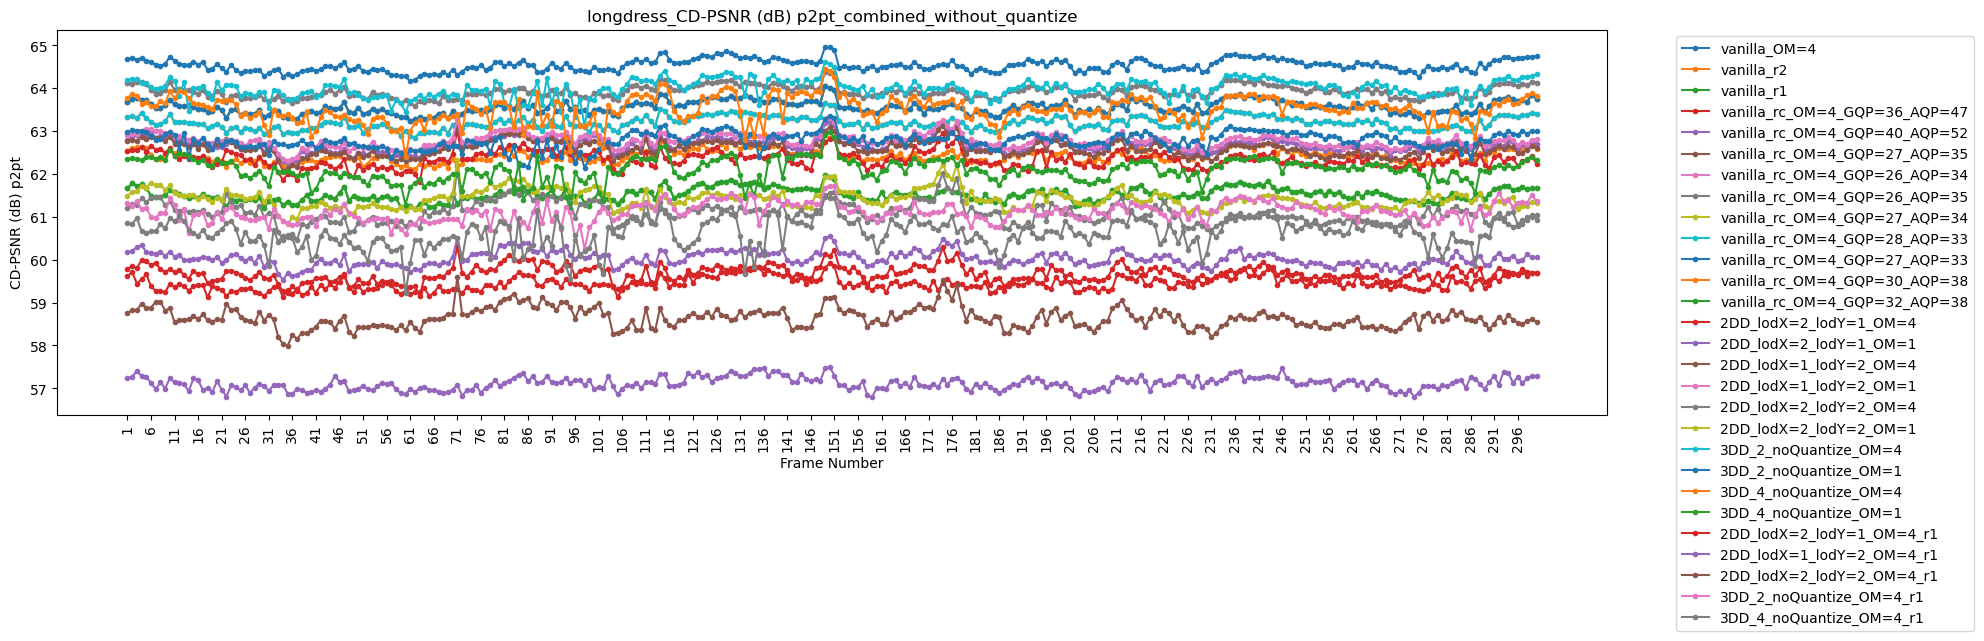 longdress_CD-PSNR (dB) p2pt_combined_without_quantize
CD-PSNR (dB) p2pt
65
64
63
62
61
60
59
58
57
1 6 11 16 21 26 31 36 41 46 51 56 61 66 71 76 81 86 91 96 101 106 111 116 121 126 131 136 141 146 151 156 161 166 171 176 181 186 191 196 201 206 211 216 221 226 231 236 241 246 251 256 261 266 271 276 281 286 291 296
Frame Number
vanilla_OM=4
vanilla_r2
vanilla_r1
vanilla_rc_OM=4_GQP=36_AQP=47
vanilla_rc_OM=4_GQP=40_AQP=52
vanilla_rc_OM=4_GQP=27_AQP=35
vanilla_rc_OM=4_GQP=26_AQP=34
vanilla_rc_OM=4_GQP=26_AQP=35
vanilla_rc_OM=4_GQP=27_AQP=34
vanilla_rc_OM=4_GQP=28_AQP=33
vanilla_rc_OM=4_GQP=27_AQP=33
vanilla_rc_OM=4_GQP=30_AQP=38
vanilla_rc_OM=4_GQP=32_AQP=38
2DD_lodX=2_lodY=1_OM=4
2DD_lodX=2_lodY=1_OM=1
2DD_lodX=1_lodY=2_OM=4
2DD_lodX=1_lodY=2_OM=1
2DD_lodX=2_lodY=2_OM=4
2DD_lodX=2_lodY=2_OM=1
3DD_2_noQuantize_OM=4
3DD_2_noQuantize_OM=1
3DD_4_noQuantize_OM=4
3DD_4_noQuantize_OM=1
2DD_lodX=2_lodY=1_OM=4_r1
2DD_lodX=1_lodY=2_OM=4_r1
2DD_lodX=2_lodY=2_OM=4_r1
3DD_2_noQuantize_OM=4_r1
3DD_4_noQuantize_OM=4_r1